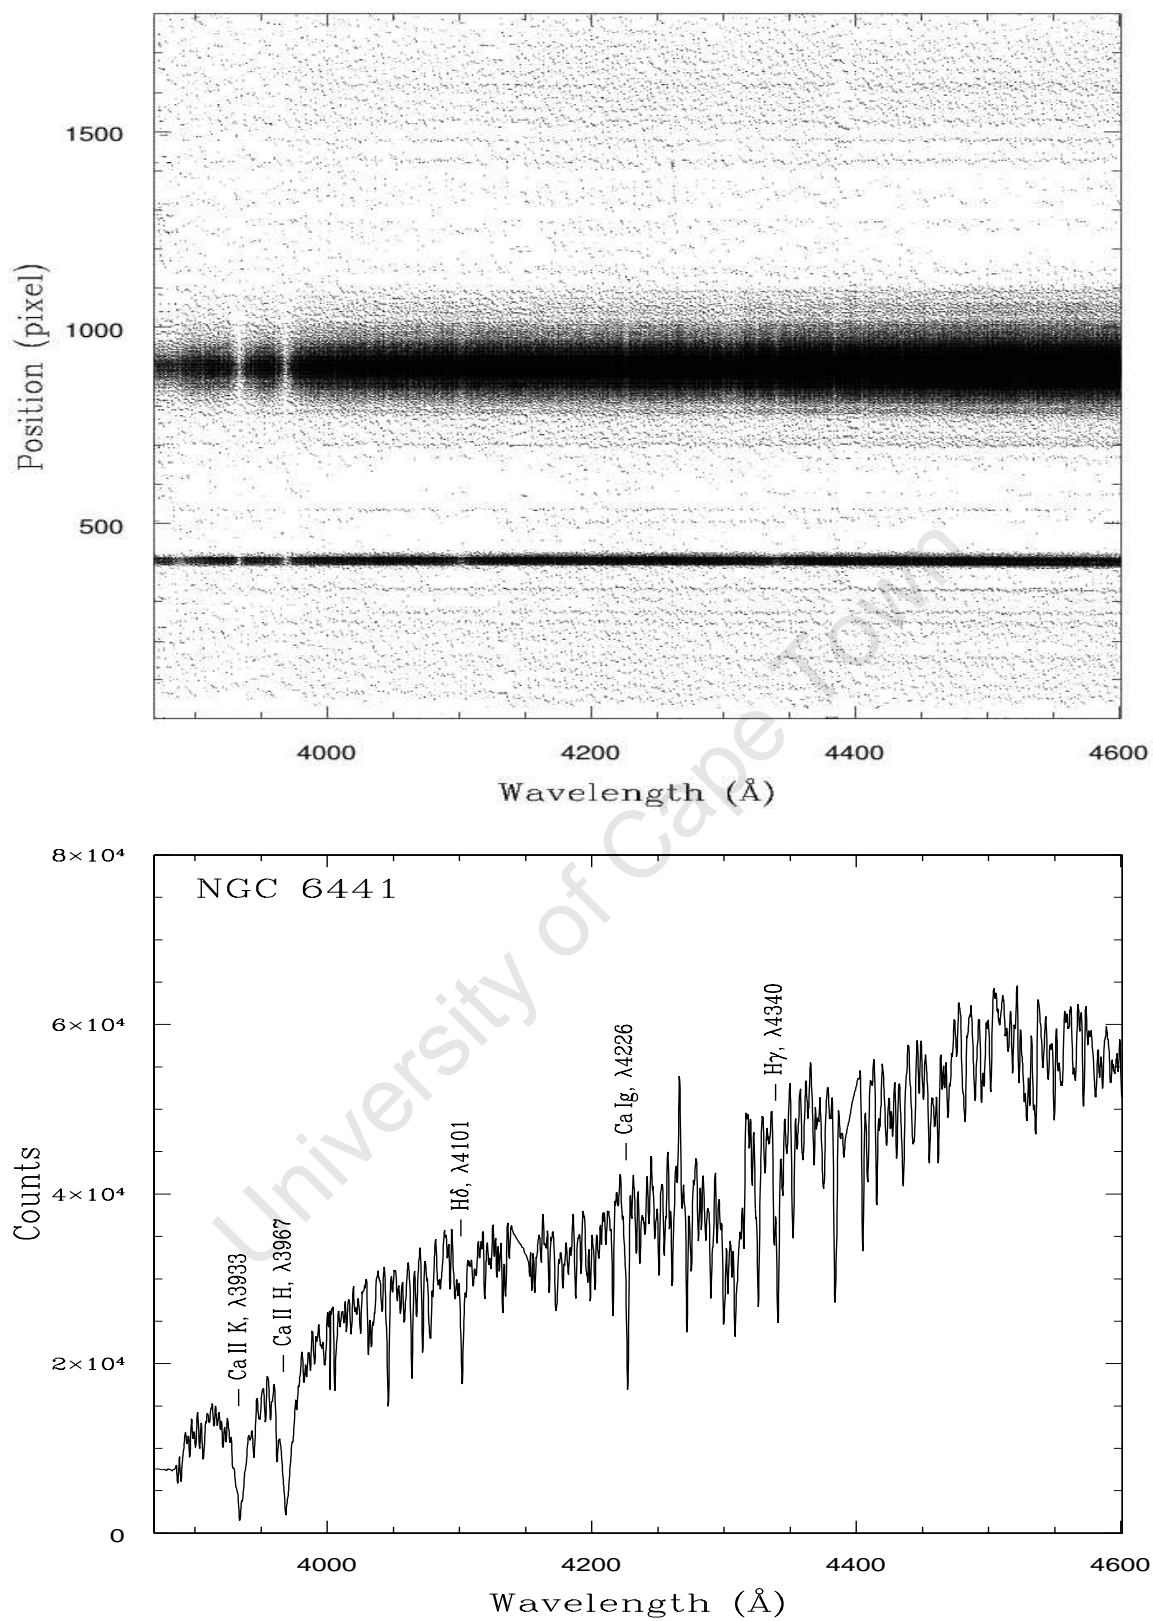 1500
1000
500
Position (pixel)
4000 4200 4400 4600
Wavelength (Å)
8×10⁴
6×10⁴
4×10⁴
2×10⁴
0
Counts
NGC 6441
Ca II K, λ3933
Ca II H, λ3967
Hδ, λ4101
Ca Ig, λ4226
Hγ, λ4340
4000 4200 4400 4600
Wavelength (Å)
University of Cape Town